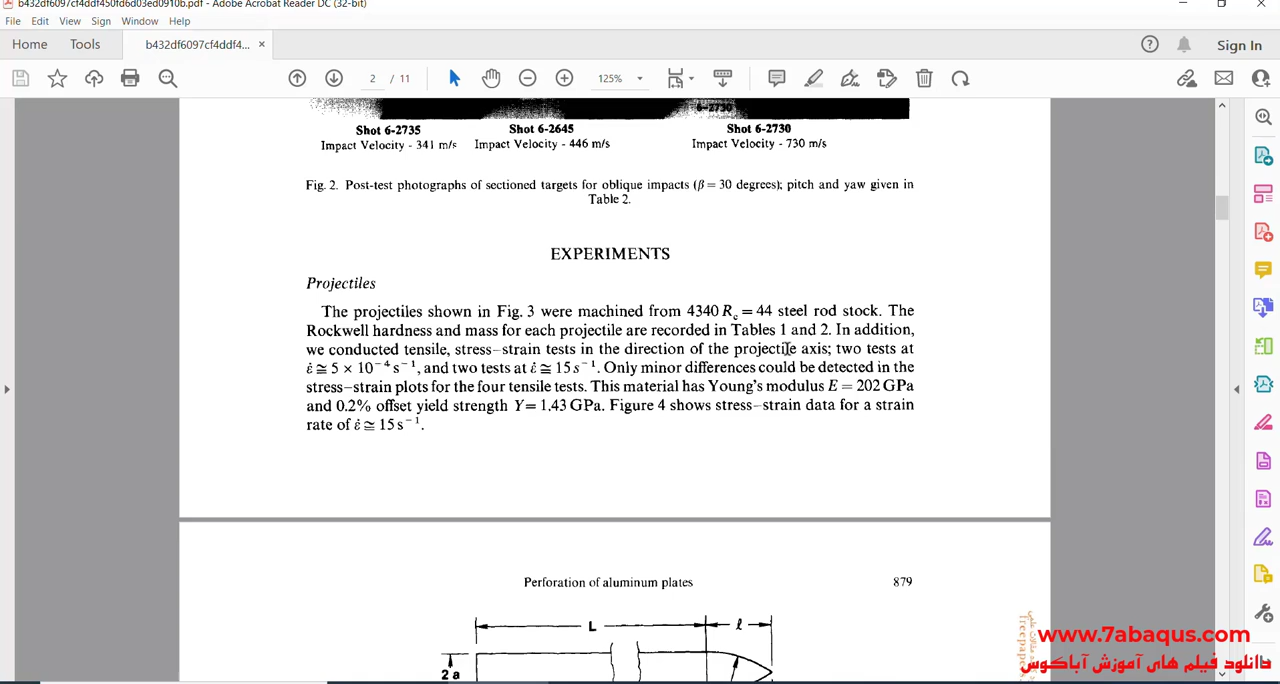 b432df6097cf4ddf450fd6d03ed0910b.pdf - Adobe Acrobat Reader DC (32-bit)
File Edit View Sign Window Help
Home Tools b432df6097cf4ddf4... × Sign In
2 / 11 125%
6-2730
Shot 6-2735 Shot 6-2645 Shot 6-2730
Impact Velocity - 341 m/s Impact Velocity - 446 m/s Impact Velocity - 730 m/s
Fig. 2. Post-test photographs of sectioned targets for oblique impacts (β = 30 degrees); pitch and yaw given in
Table 2.
EXPERIMENTS
Projectiles
The projectiles shown in Fig. 3 were machined from 4340 Rc = 44 steel rod stock. The
Rockwell hardness and mass for each projectile are recorded in Tables 1 and 2. In addition,
we conducted tensile, stress–strain tests in the direction of the projectile axis; two tests at
ε̇ ≅ 5 × 10⁻⁴ s⁻¹, and two tests at ε̇ ≅ 15 s⁻¹. Only minor differences could be detected in the
stress–strain plots for the four tensile tests. This material has Young's modulus E = 202 GPa
and 0.2% offset yield strength Y = 1.43 GPa. Figure 4 shows stress–strain data for a strain
rate of ε̇ ≅ 15 s⁻¹.
Perforation of aluminum plates 879
L ℓ
2 a
www.7abaqus.com
دانلود فیلم های آموزش آباکوس